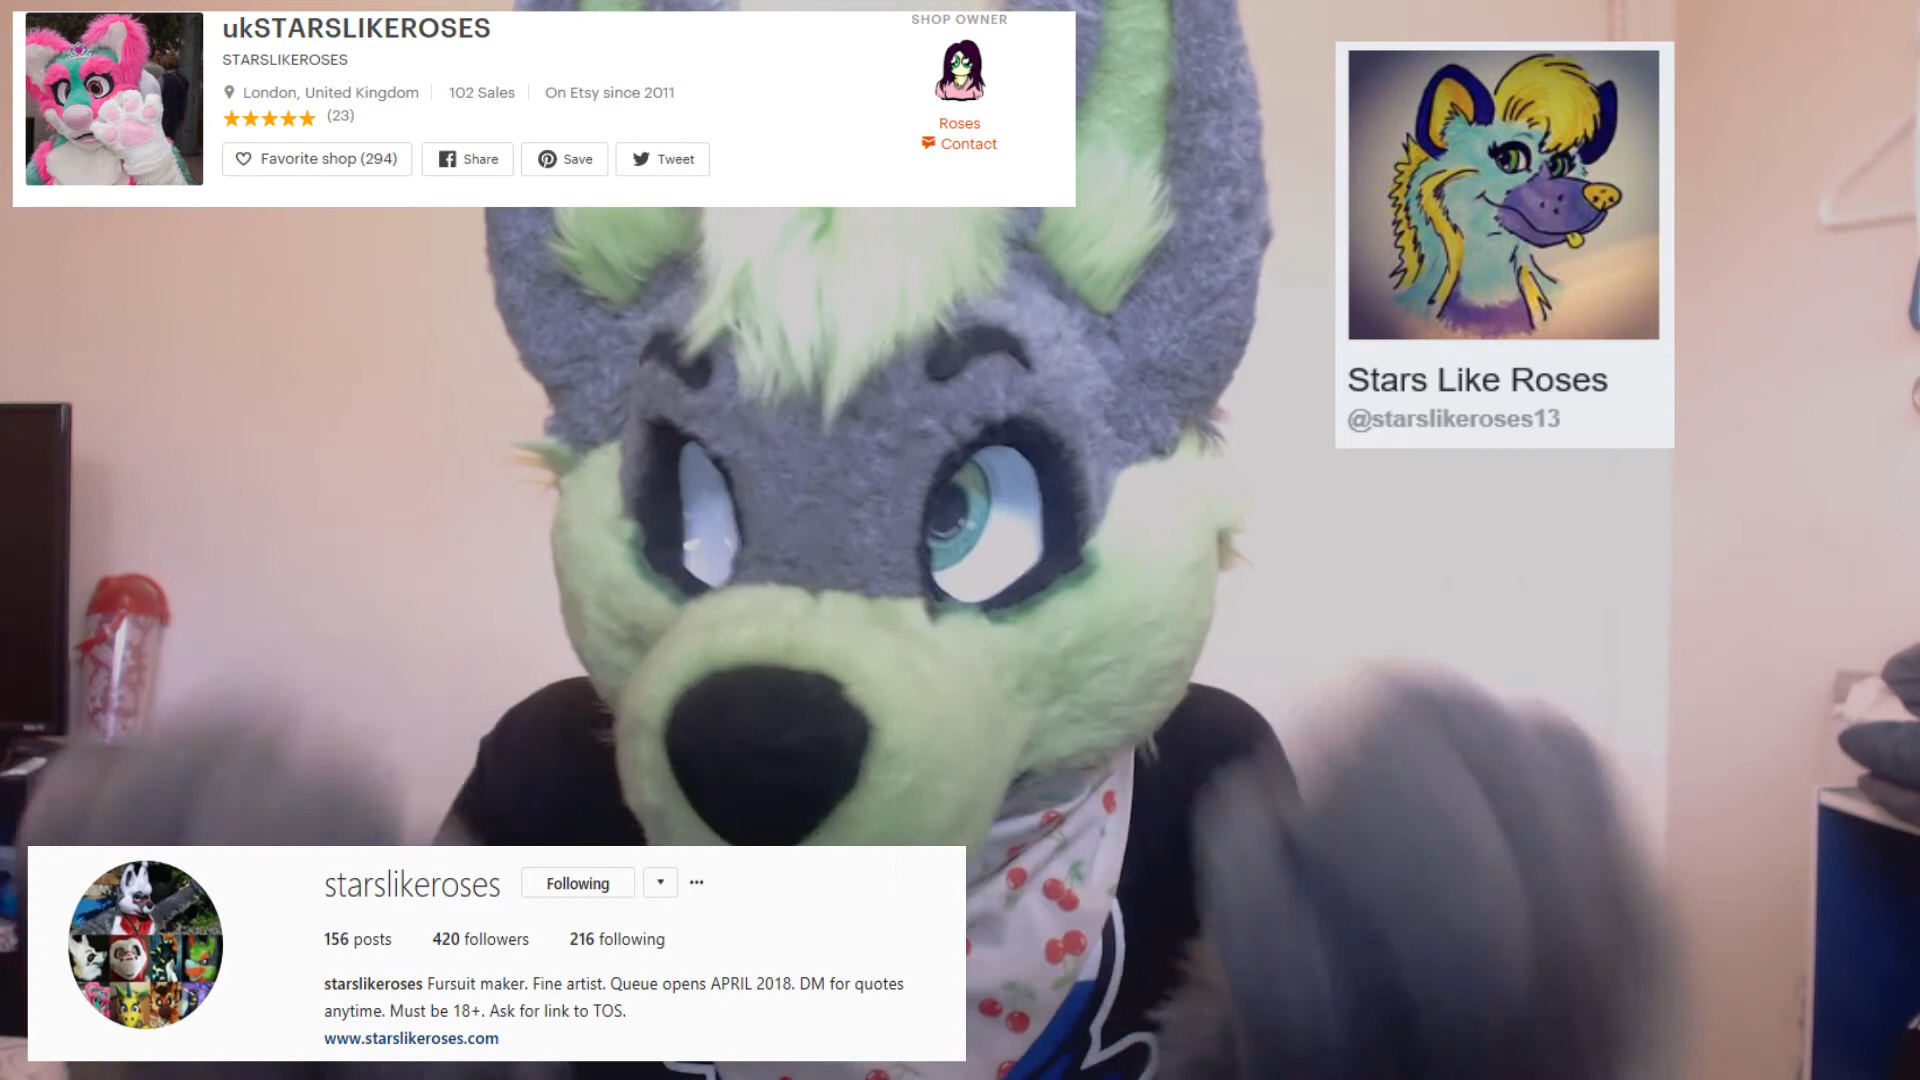 ukSTARSLIKEROSES
STARSLIKEROSES
London, United Kingdom 102 Sales On Etsy since 2011
(23)
Favorite shop (294) Share Save Tweet
SHOP OWNER
Roses
Contact
Stars Like Roses
@starslikeroses13
starslikeroses Following
156 posts 420 followers 216 following
starslikeroses Fursuit maker. Fine artist. Queue opens APRIL 2018. DM for quotes
anytime. Must be 18+. Ask for link to TOS.
www.starslikeroses.com